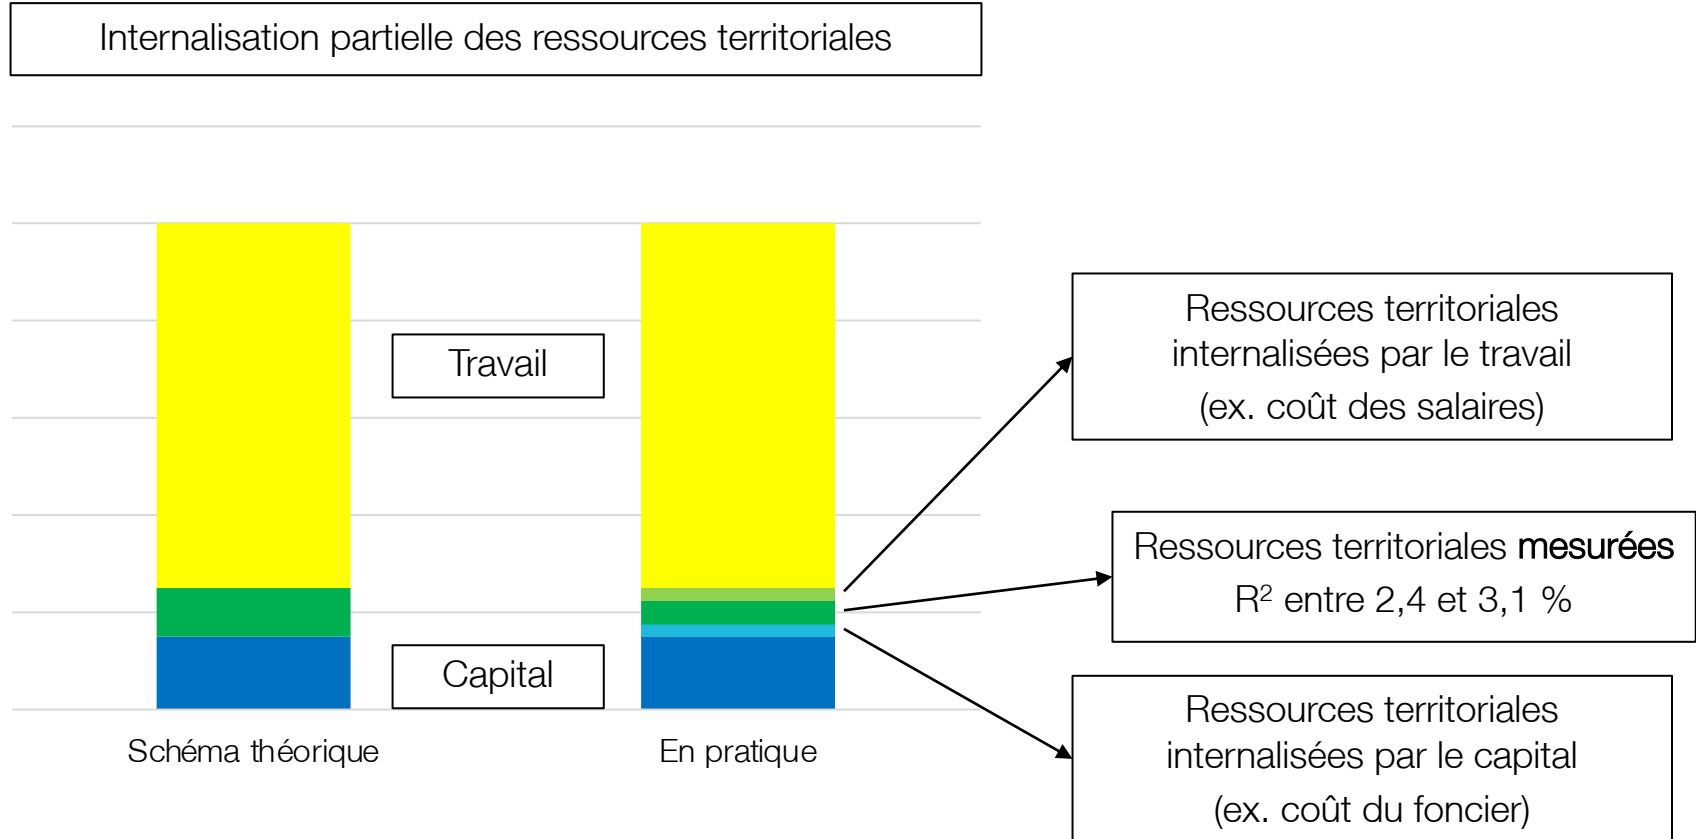 Internalisation partielle des ressources territoriales
Travail
Capital
Schéma théorique
En pratique
Ressources territoriales
internalisées par le travail
(ex. coût des salaires)
Ressources territoriales mesurées
R² entre 2,4 et 3,1 %
Ressources territoriales
internalisées par le capital
(ex. coût du foncier)